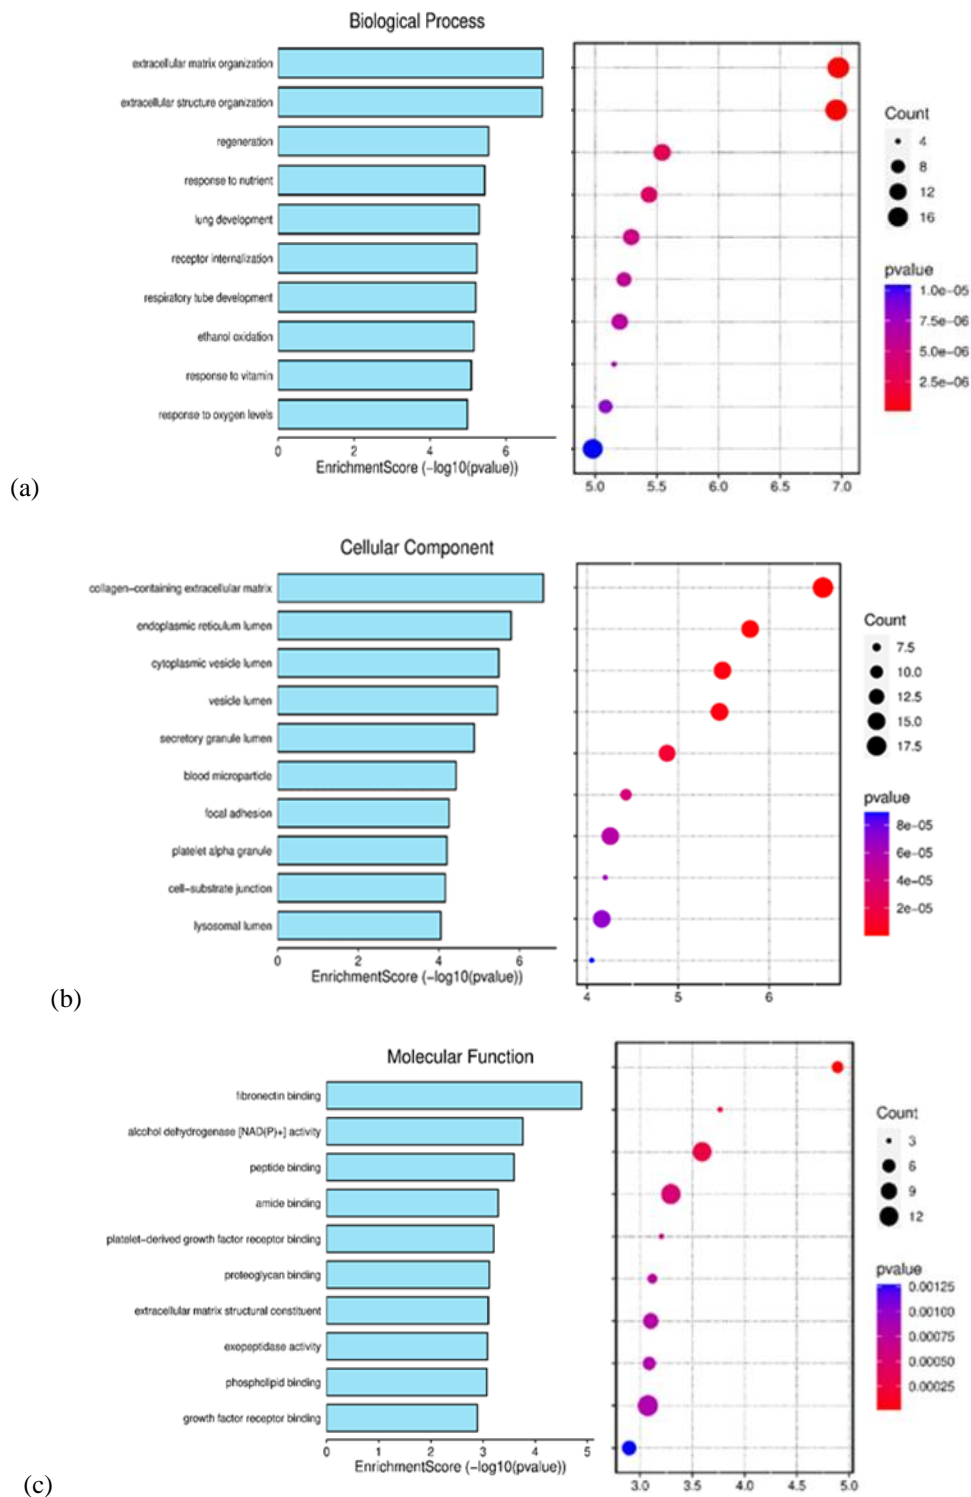 Biological Process
extracellular matrix organization
extracellular structure organization
regeneration
response to nutrient
lung development
receptor internalization
respiratory tube development
ethanol oxidation
response to vitamin
response to oxygen levels
0 2 4 6
EnrichmentScore (−log10(pvalue))
5.0 5.5 6.0 6.5 7.0
Count
4
8
12
16
pvalue
1.0e−05
7.5e−06
5.0e−06
2.5e−06
(a)
Cellular Component
collagen−containing extracellular matrix
endoplasmic reticulum lumen
cytoplasmic vesicle lumen
vesicle lumen
secretory granule lumen
blood microparticle
focal adhesion
platelet alpha granule
cell−substrate junction
lysosomal lumen
0 2 4 6
EnrichmentScore (−log10(pvalue))
4 5 6
Count
7.5
10.0
12.5
15.0
17.5
pvalue
8e−05
6e−05
4e−05
2e−05
(b)
Molecular Function
fibronectin binding
alcohol dehydrogenase [NAD(P)+] activity
peptide binding
amide binding
platelet−derived growth factor receptor binding
proteoglycan binding
extracellular matrix structural constituent
exopeptidase activity
phospholipid binding
growth factor receptor binding
0 1 2 3 4 5
EnrichmentScore (−log10(pvalue))
3.0 3.5 4.0 4.5 5.0
Count
3
6
9
12
pvalue
0.00125
0.00100
0.00075
0.00050
0.00025
(c)